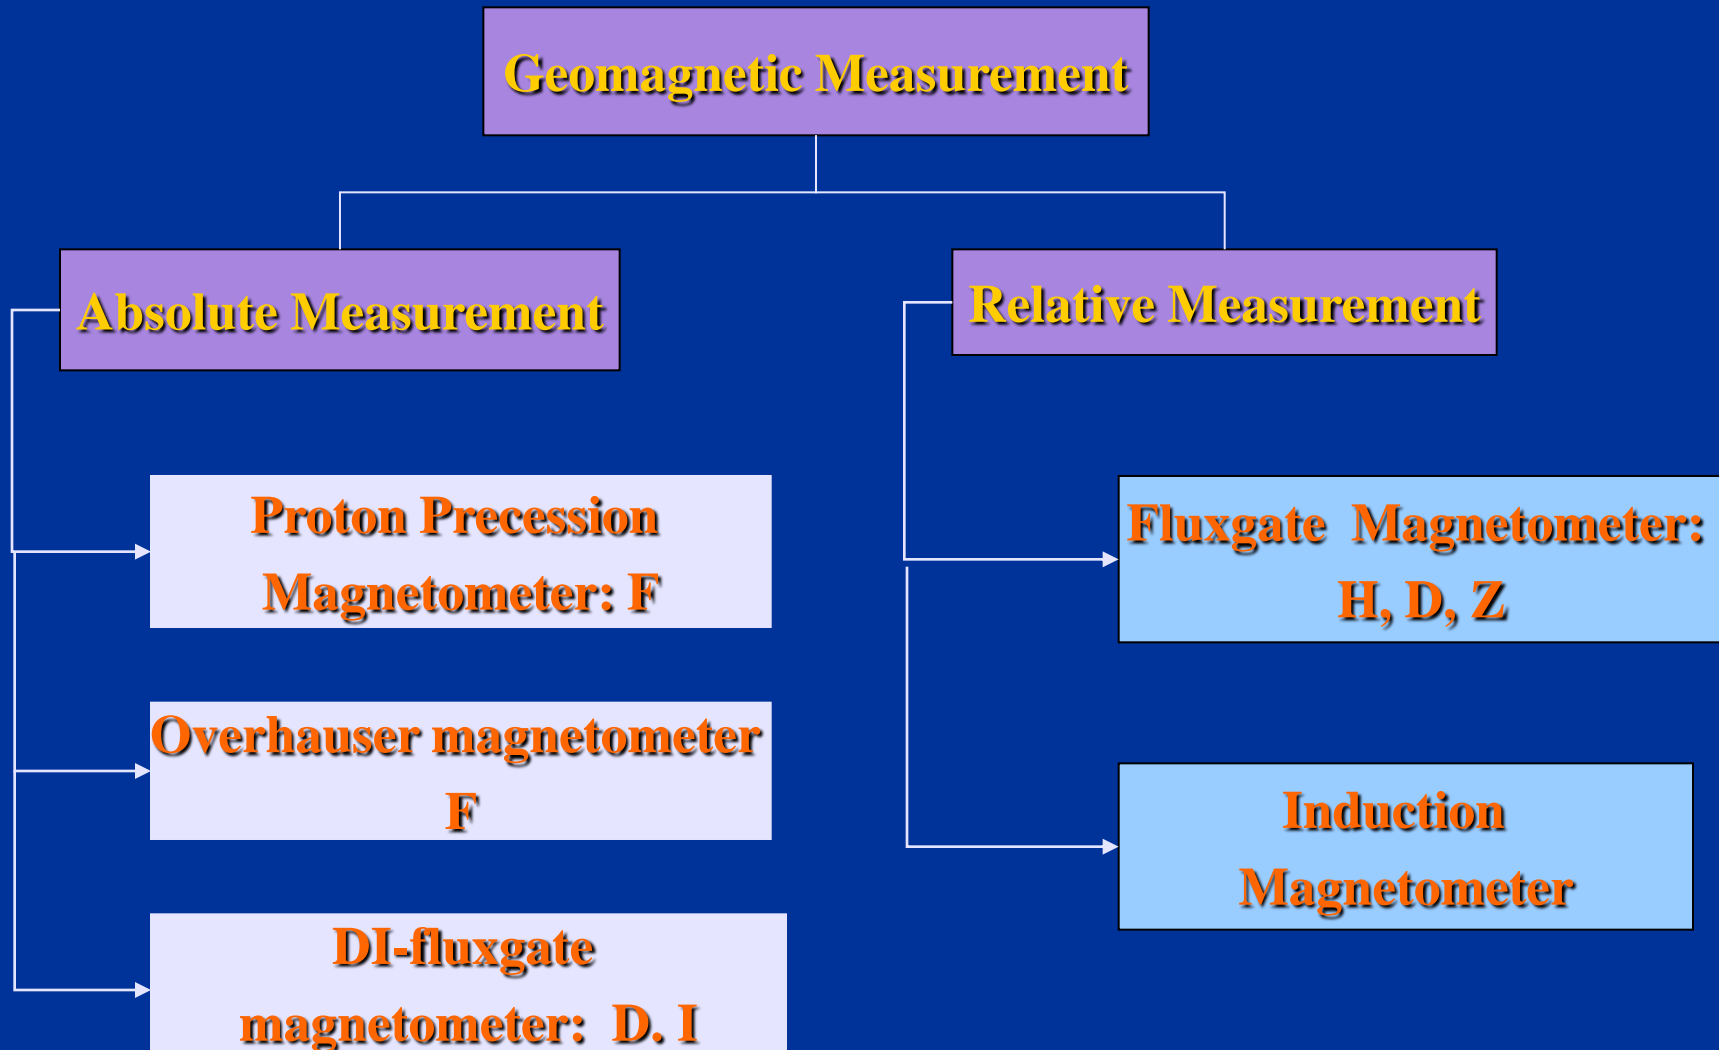 Geomagnetic Measurement
Absolute Measurement
Relative Measurement
Proton Precession
Magnetometer: F
Overhauser magnetometer
F
DI-fluxgate
magnetometer: D. I
Fluxgate Magnetometer:
H, D, Z
Induction
Magnetometer